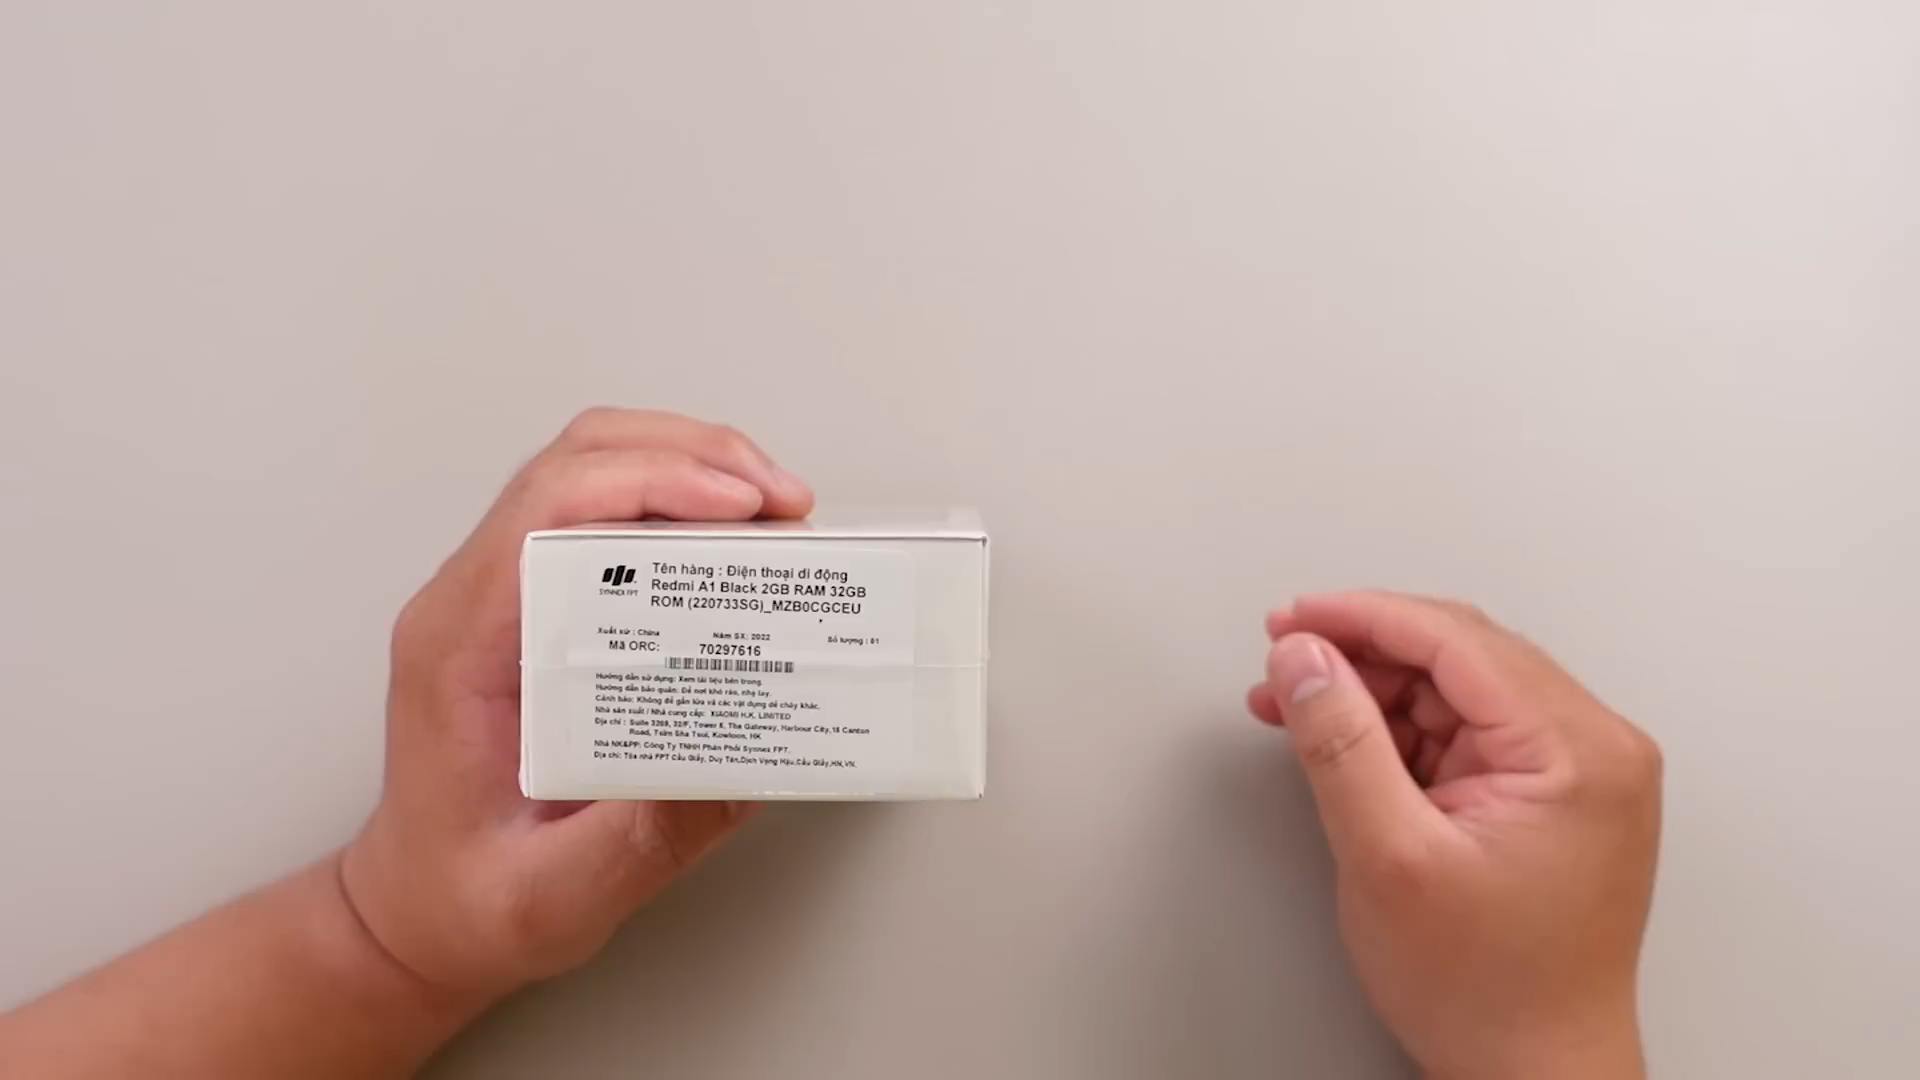 SYNNEX FPT
Tên hàng : Điện thoại di động
Redmi A1 Black 2GB RAM 32GB
ROM (220733SG)_MZB0CGCEU
Xuất xứ : China
Năm SX: 2022
Số lượng : 01
Mã ORC: 70297616
Hướng dẫn sử dụng: Xem tài liệu bên trong.
Hướng dẫn bảo quản: Để nơi khô ráo, nhẹ tay.
Cảnh báo: Không để gần lửa và các vật dụng dễ cháy khác.
Nhà sản xuất / Nhà cung cấp: XIAOMI H.K. LIMITED
Địa chỉ : Suite 3209, 32/F, Tower 5, The Gateway, Harbour City,18 Canton
Road, Tsim Sha Tsui, Kowloon, HK
Nhà NK&PP: Công Ty TNHH Phân Phối Synnex FPT.
Địa chỉ: Tòa nhà FPT Cầu Giấy, Duy Tân,Dịch Vọng Hậu,Cầu Giấy,HN,VN.